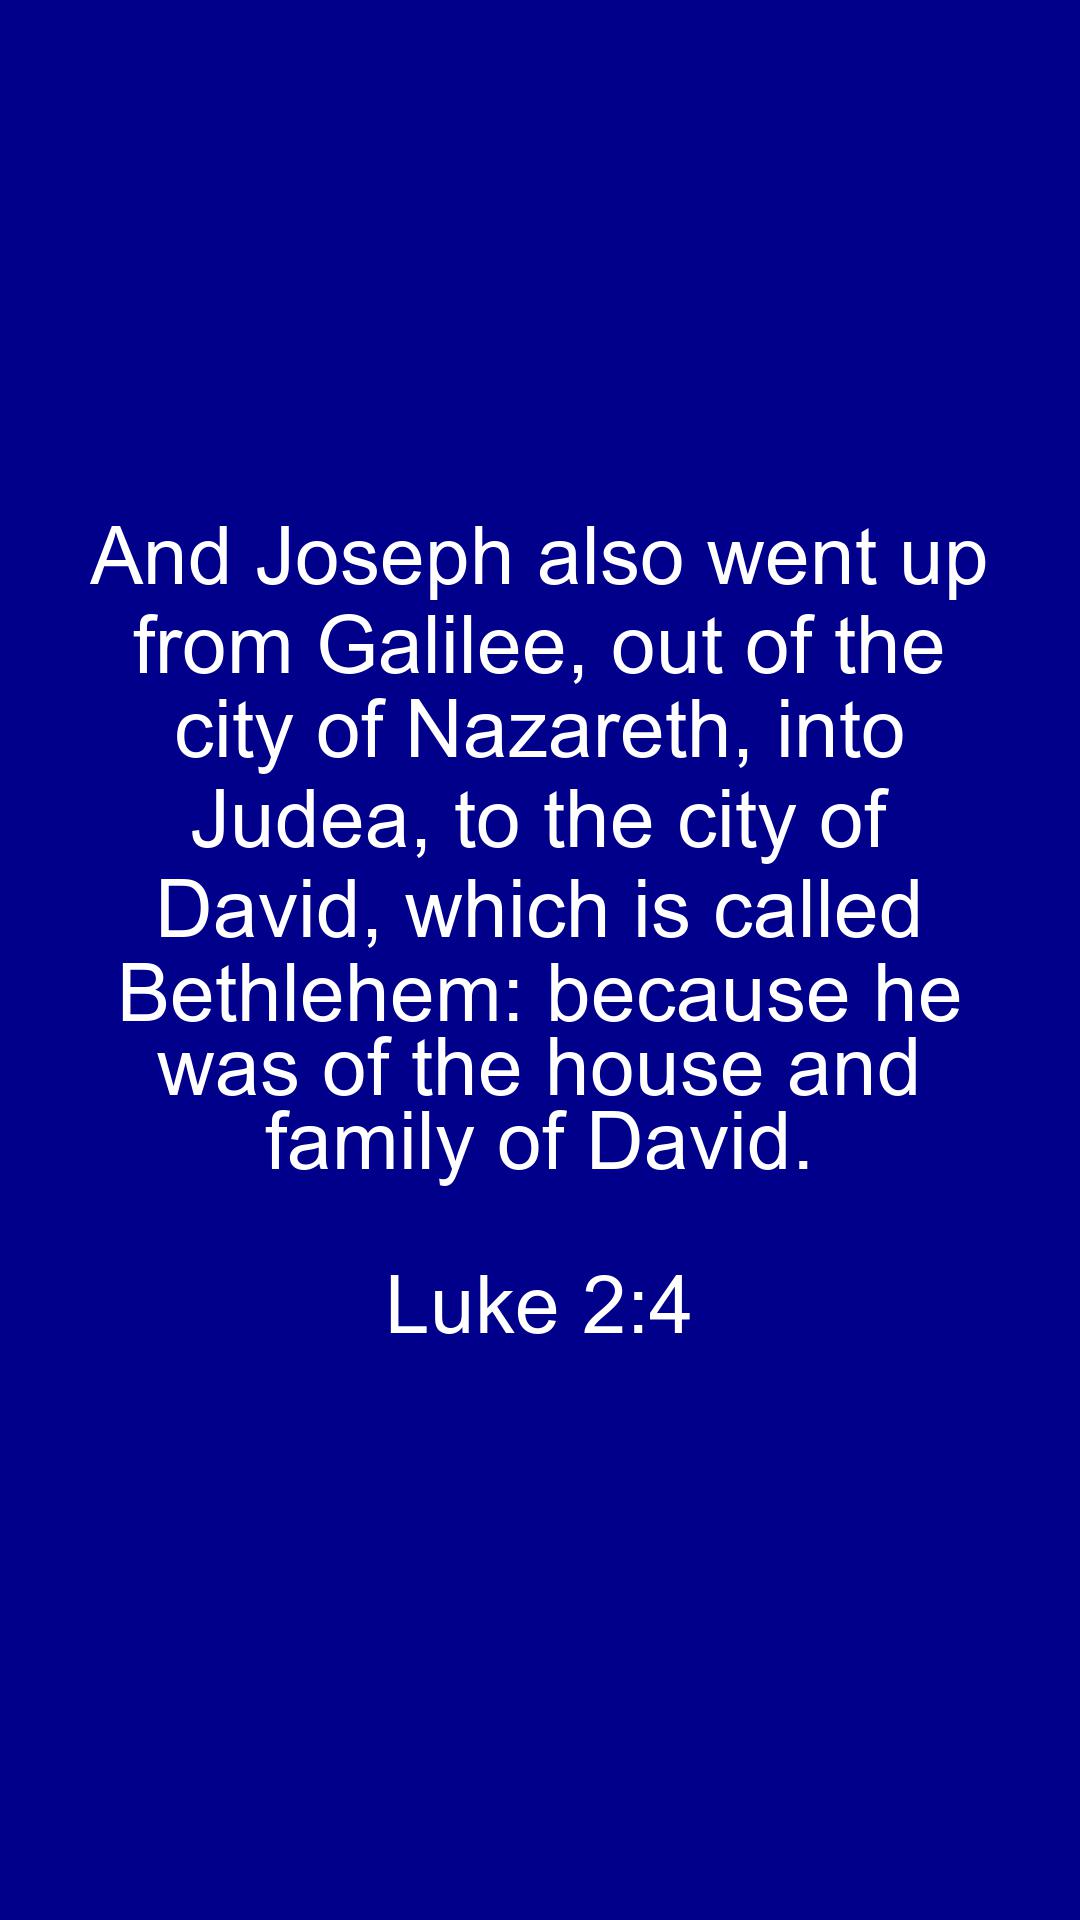 And Joseph also went up
from Galilee, out of the
city of Nazareth, into
Judea, to the city of
David, which is called
Bethlehem: because he
was of the house and
family of David.
Luke 2:4